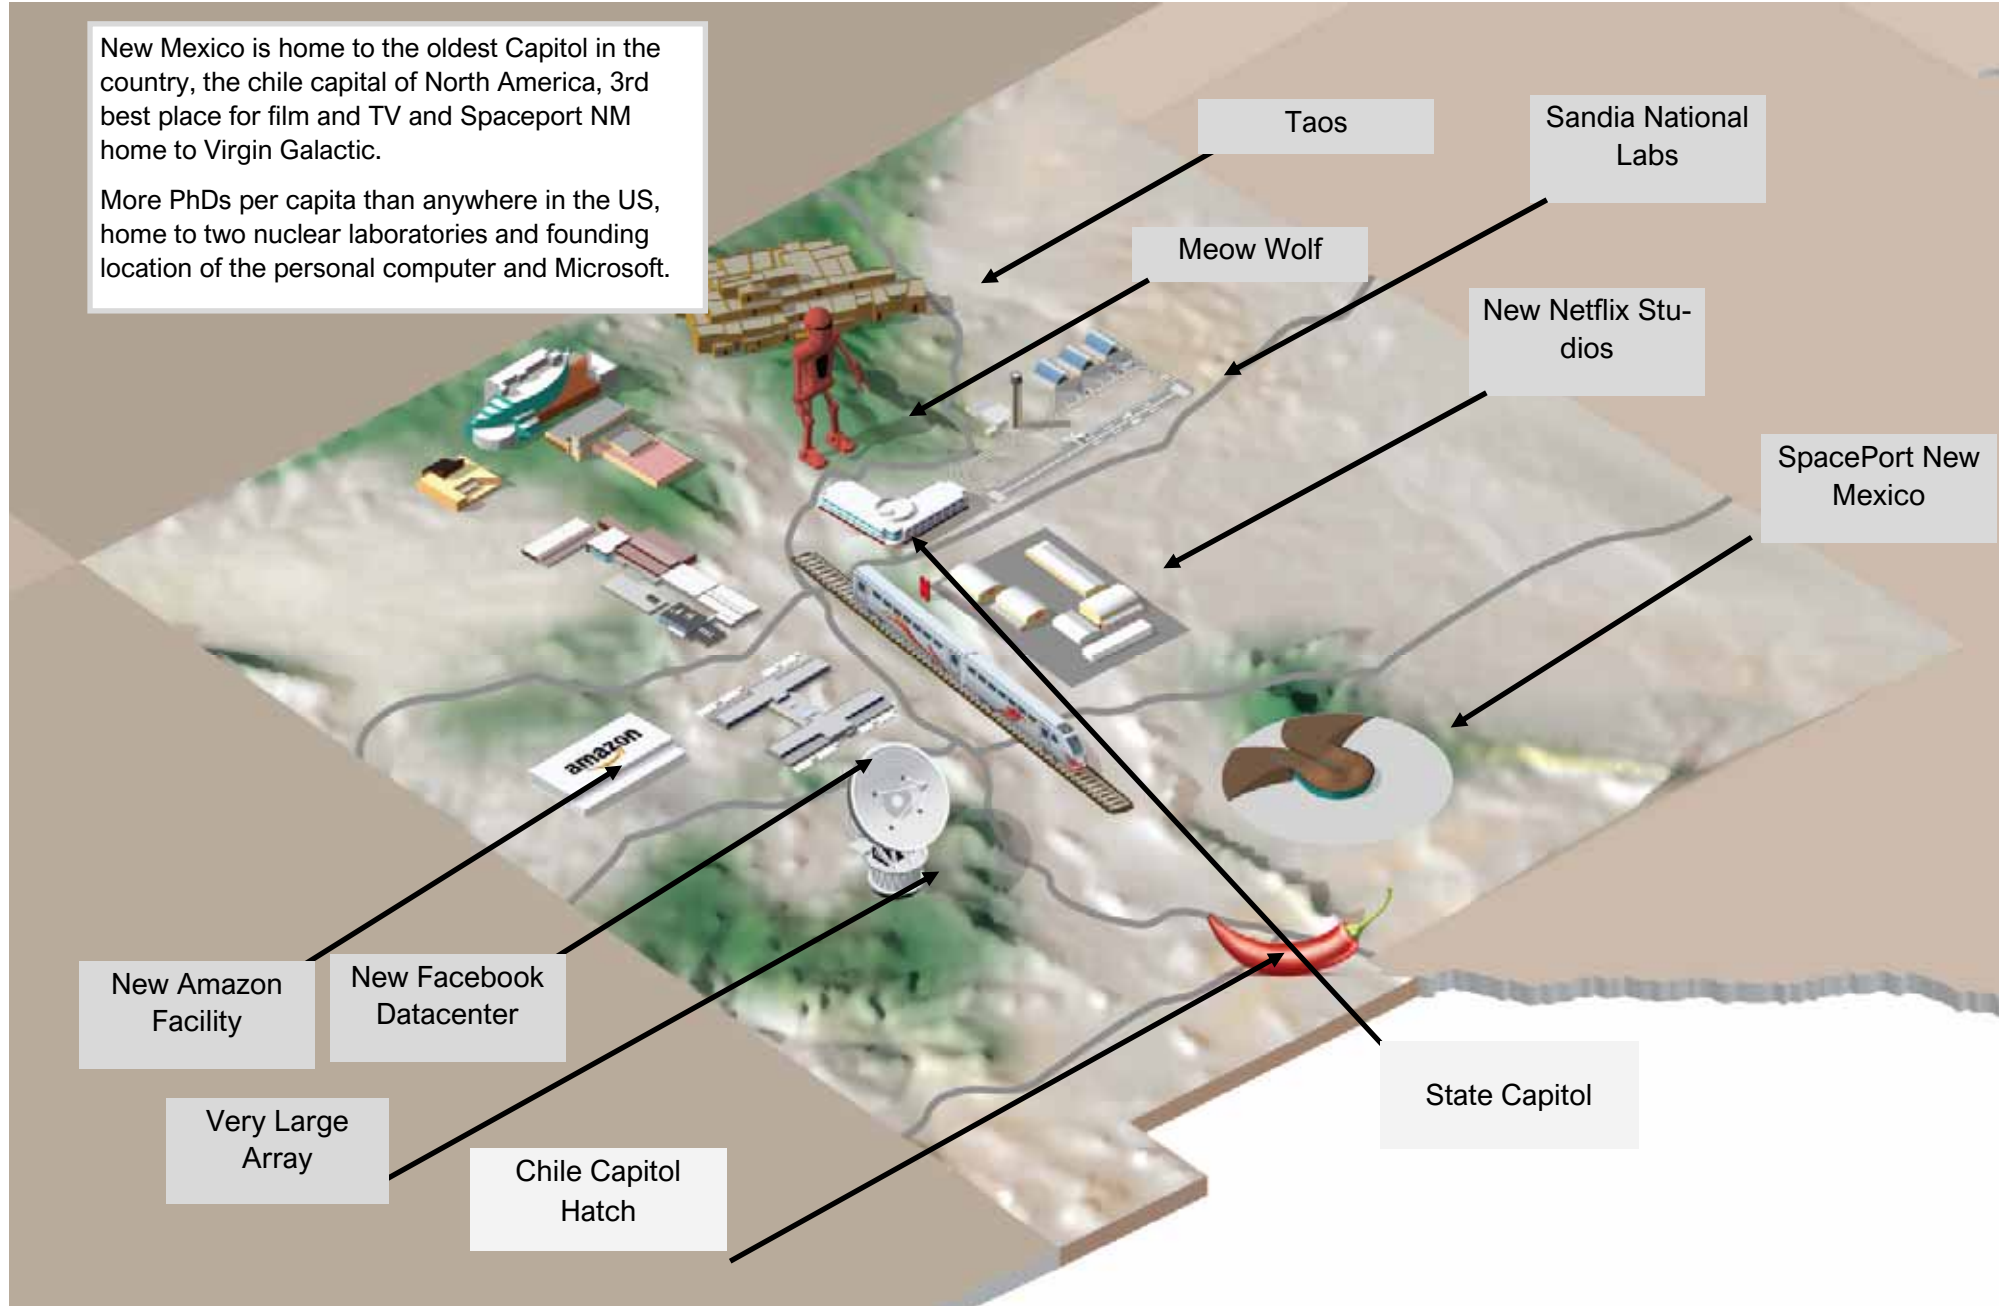 New Mexico is home to the oldest Capitol in the
country, the chile capital of North America, 3rd
best place for film and TV and Spaceport NM
home to Virgin Galactic.
More PhDs per capita than anywhere in the US,
home to two nuclear laboratories and founding
location of the personal computer and Microsoft.
Taos
Sandia National
Labs
Meow Wolf
New Netflix Stu-
dios
SpacePort New
Mexico
amazon
New Amazon
Facility
New Facebook
Datacenter
Very Large
Array
Chile Capitol
Hatch
State Capitol